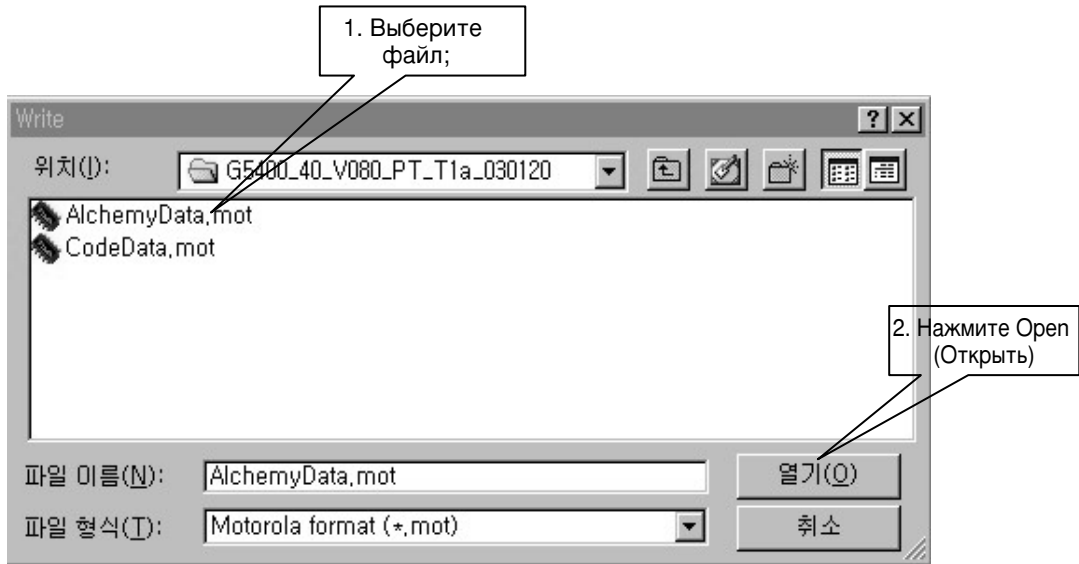 1. Выберите
файл;
Write
위치(I):
G5400_40_V080_PT_T1a_030120
AlchemyData,mot
CodeData,mot
2. Нажмите Open
(Открыть)
파일 이름(N):
AlchemyData,mot
열기(O)
파일 형식(T):
Motorola format (*,mot)
취소